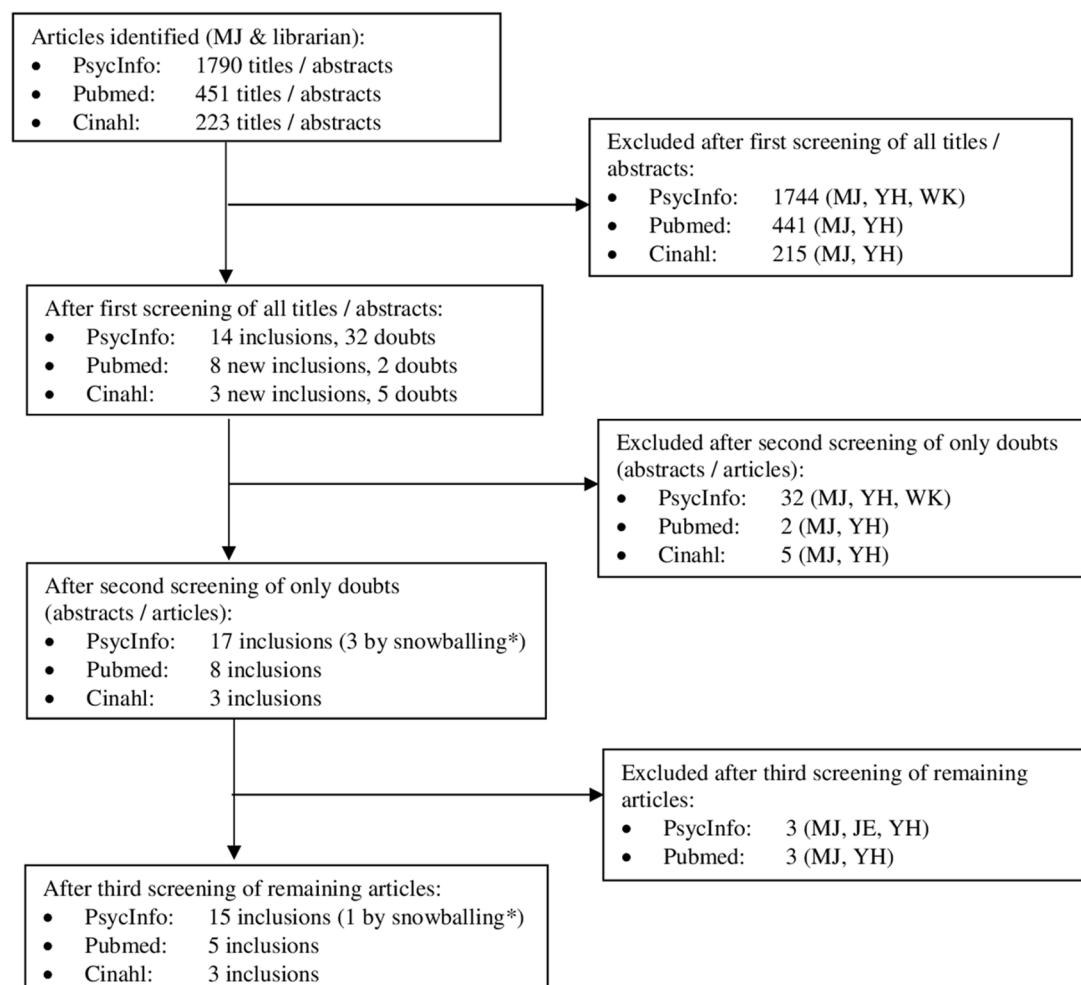 Articles identified (MJ & librarian):
• PsycInfo: 1790 titles / abstracts
• Pubmed: 451 titles / abstracts
• Cinahl: 223 titles / abstracts
Excluded after first screening of all titles /
abstracts:
• PsycInfo: 1744 (MJ, YH, WK)
• Pubmed: 441 (MJ, YH)
• Cinahl: 215 (MJ, YH)
After first screening of all titles / abstracts:
• PsycInfo: 14 inclusions, 32 doubts
• Pubmed: 8 new inclusions, 2 doubts
• Cinahl: 3 new inclusions, 5 doubts
Excluded after second screening of only doubts
(abstracts / articles):
• PsycInfo: 32 (MJ, YH, WK)
• Pubmed: 2 (MJ, YH)
• Cinahl: 5 (MJ, YH)
After second screening of only doubts
(abstracts / articles):
• PsycInfo: 17 inclusions (3 by snowballing*)
• Pubmed: 8 inclusions
• Cinahl: 3 inclusions
Excluded after third screening of remaining
articles:
• PsycInfo: 3 (MJ, JE, YH)
• Pubmed: 3 (MJ, YH)
After third screening of remaining articles:
• PsycInfo: 15 inclusions (1 by snowballing*)
• Pubmed: 5 inclusions
• Cinahl: 3 inclusions